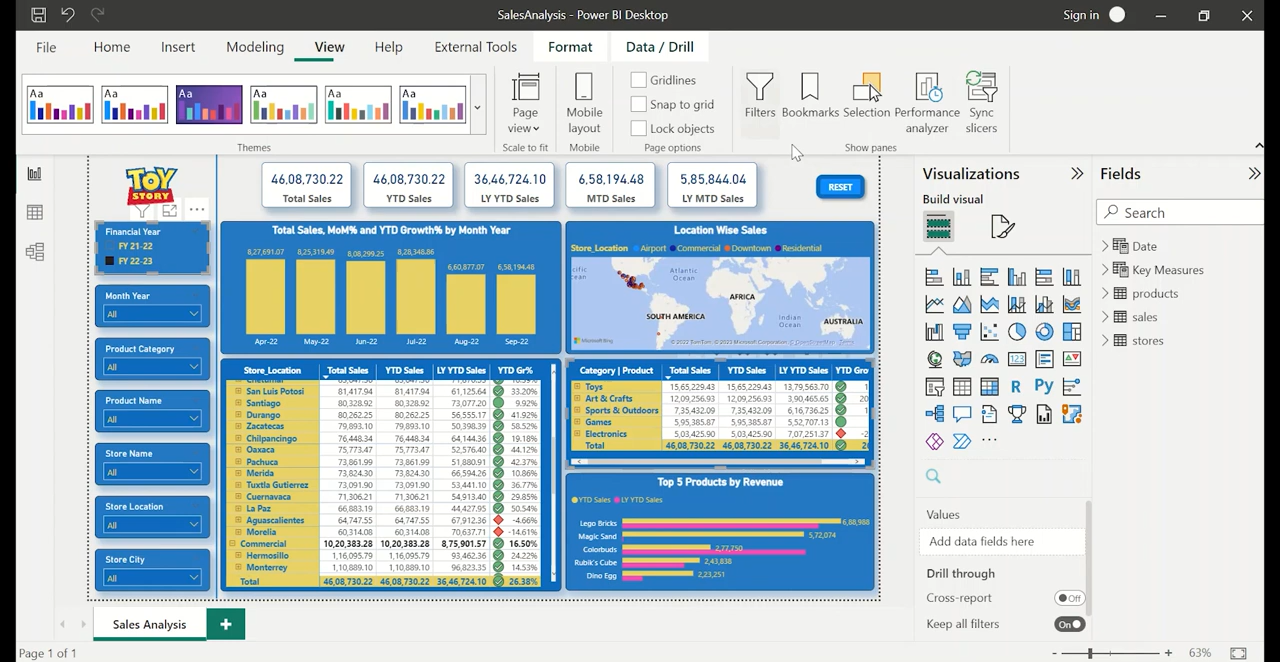 SalesAnalysis - Power BI Desktop
Sign in
File
Home
Insert
Modeling
View
Help
External Tools
Format
Data / Drill
Aa
Aa
Aa
Aa
Aa
Aa
Page view
Mobile layout
Gridlines
Snap to grid
Lock objects
Filters
Bookmarks
Selection
Performance analyzer
Sync slicers
Themes
Scale to fit
Mobile
Page options
Show panes
TOY STORY
46,08,730.22
Total Sales
46,08,730.22
YTD Sales
36,46,724.10
LY YTD Sales
6,58,194.48
MTD Sales
5,85,844.04
LY MTD Sales
RESET
Financial Year
FY 21-22
FY 22-23
Month Year
All
Product Category
All
Product Name
All
Store Name
All
Store Location
All
Store City
All
Total Sales, MoM% and YTD Growth% by Month Year
8,27,691.07
8,25,319.49
8,08,299.25
8,28,348.86
6,60,877.07
6,58,194.48
Apr-22
May-22
Jun-22
Jul-22
Aug-22
Sep-22
Location Wise Sales
Store_Location Airport Commercial Downtown Residential
cific
ean
Atlantic
Ocean
AFRICA
SOUTH AMERICA
Indian
Ocean
AUSTRALIA
Microsoft Bing
Store_Location Total Sales YTD Sales LY YTD Sales YTD Gr%
San Luis Potosi 81,417.94 81,417.94 61,125.64 33.20%
Santiago 80,328.92 80,328.92 73,077.20 9.92%
Durango 80,262.25 80,262.25 56,555.17 41.92%
Zacatecas 79,893.10 79,893.10 50,398.39 58.52%
Chilpancingo 76,448.34 76,448.34 64,144.36 19.18%
Oaxaca 75,773.47 75,773.47 52,576.40 44.12%
Pachuca 73,861.99 73,861.99 51,880.91 42.37%
Merida 73,824.30 73,824.30 66,594.26 10.86%
Tuxtla Gutierrez 73,091.90 73,091.90 53,441.10 36.77%
Cuernavaca 71,306.21 71,306.21 54,913.40 29.85%
La Paz 66,883.19 66,883.19 44,427.95 50.54%
Aguascalientes 64,747.55 64,747.55 67,912.36 -4.66%
Morelia 60,314.08 60,314.08 70,637.71 -14.61%
Commercial 10,20,383.28 10,20,383.28 8,75,901.57 16.50%
Hermosillo 1,16,095.79 1,16,095.79 93,462.36 24.22%
Monterrey 1,10,889.10 1,10,889.10 96,823.35 14.53%
Total 46,08,730.22 46,08,730.22 36,46,724.10 26.38%
Category | Product Total Sales YTD Sales LY YTD Sales YTD Gro
Toys 15,65,229.43 15,65,229.43 13,79,563.70 1
Art & Crafts 12,09,256.93 12,09,256.93 3,90,465.65 20
Sports & Outdoors 7,35,432.09 7,35,432.09 6,16,736.25 1
Games 5,95,385.87 5,95,385.87 5,52,707.13
Electronics 5,03,425.90 5,03,425.90 7,07,251.37 -2
Total 46,08,730.22 46,08,730.22 36,46,724.10 26
Top 5 Products by Revenue
YTD Sales LY YTD Sales
Lego Bricks 6,88,988
Magic Sand 5,72,074
Colorbuds 2,77,750
Rubik's Cube 2,43,838
Dino Egg 2,23,251
Visualizations
Build visual
R
Py
123
Values
Add data fields here
Drill through
Cross-report
Off
Keep all filters
On
Fields
Search
Date
Key Measures
products
sales
stores
Sales Analysis
Page 1 of 1
63%